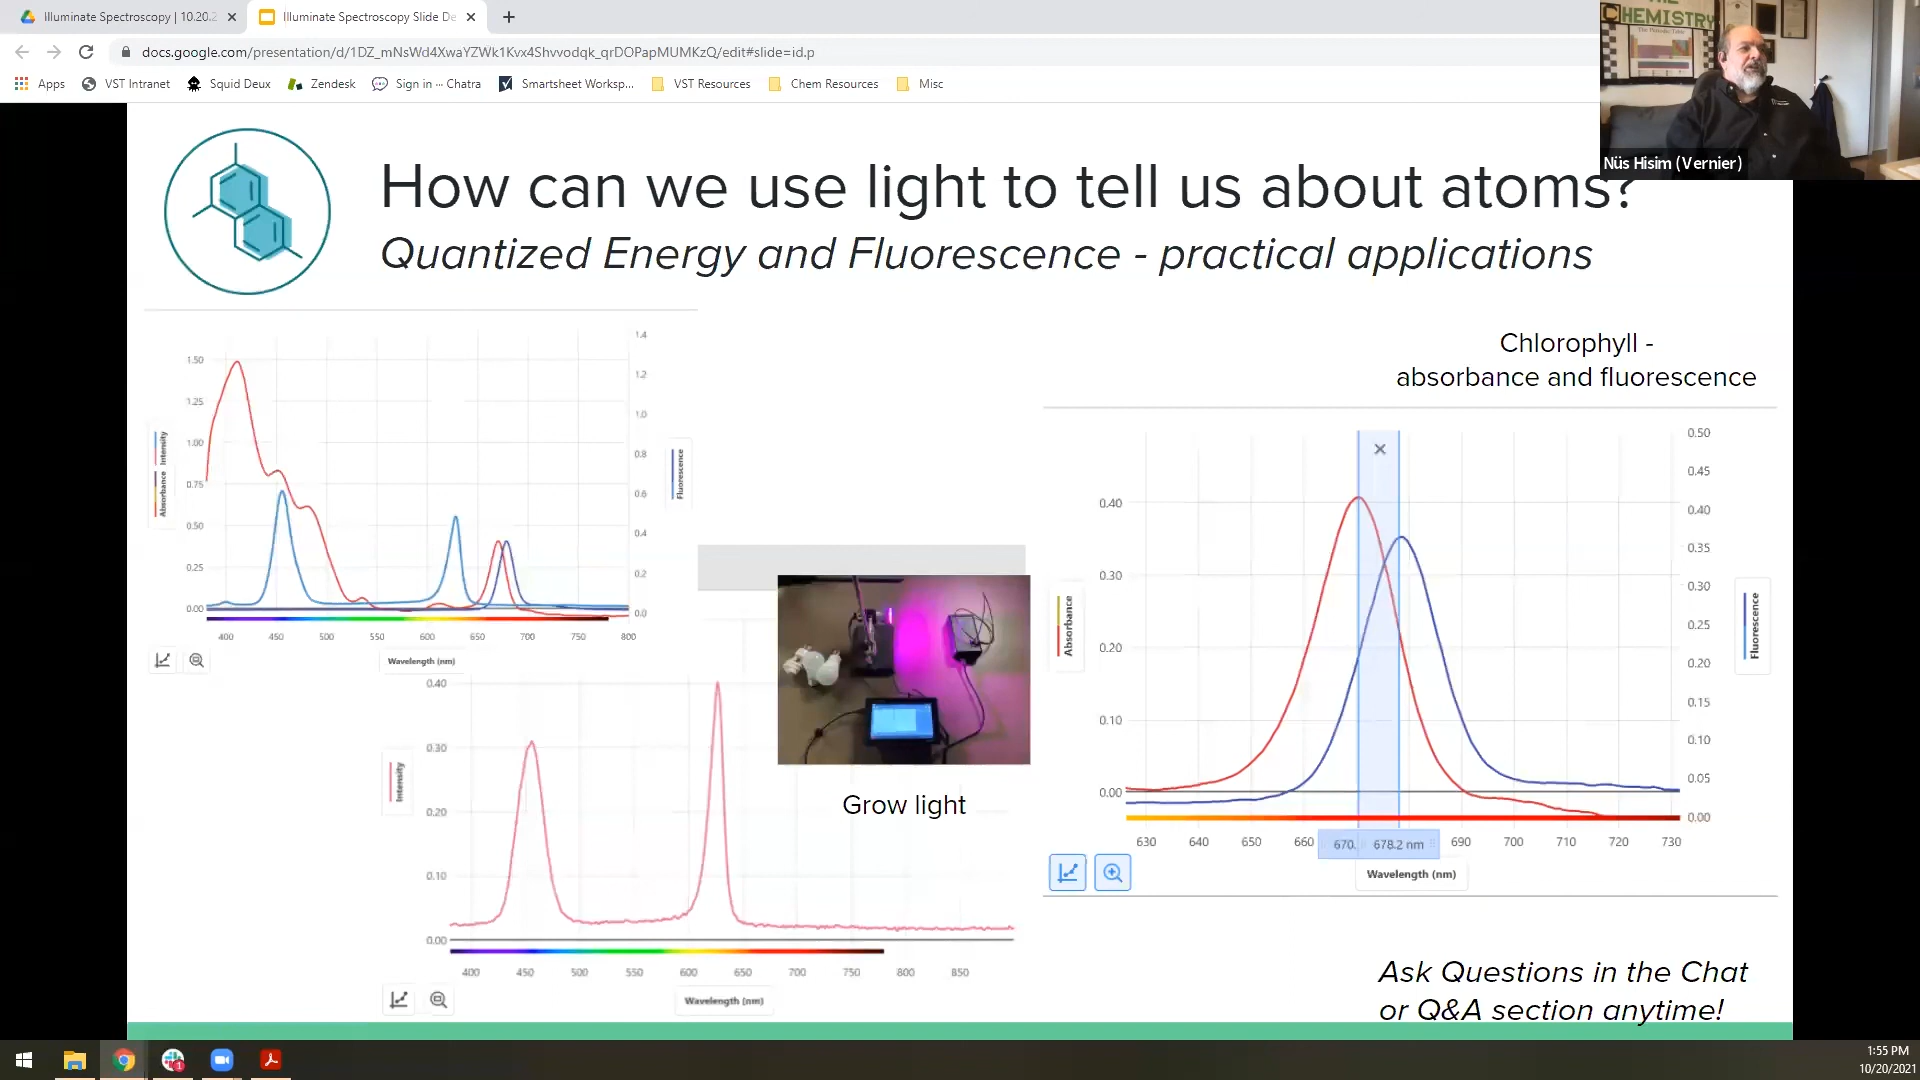 Illuminate Spectroscopy | 10.20.2
Illuminate Spectroscopy Slide De
docs.google.com/presentation/d/1DZ_mNsWd4XwaYZWk1Kvx4Shvvodqk_qrDOPapMUMKzQ/edit#slide=id.p
Apps VST Intranet Squid Deux Zendesk Sign in ··· Chatra Smartsheet Worksp... VST Resources Chem Resources Misc
CHEMISTRY
The Periodic Table
Nüs Hisim (Vernier)
How can we use light to tell us about atoms?
Quantized Energy and Fluorescence - practical applications
1.50
1.25
1.00
0.75
0.50
0.25
0.00
Intensity
Absorbance
1.4
1.2
1.0
0.8
0.6
0.4
0.2
0.0
Fluorescence
400 450 500 550 600 650 700 750 800
Wavelength (nm)
0.40
0.30
0.20
0.10
0.00
Intensity
400 450 500 550 600 650 700 750 800 850
Wavelength (nm)
Grow light
Chlorophyll -
absorbance and fluorescence
0.40
0.30
0.20
0.10
0.00
Absorbance
0.50
0.45
0.40
0.35
0.30
0.25
0.20
0.15
0.10
0.05
0.00
Fluorescence
630 640 650 660 670. 678.2 nm 690 700 710 720 730
Wavelength (nm)
Ask Questions in the Chat
or Q&A section anytime!
1
1:55 PM
10/20/2021